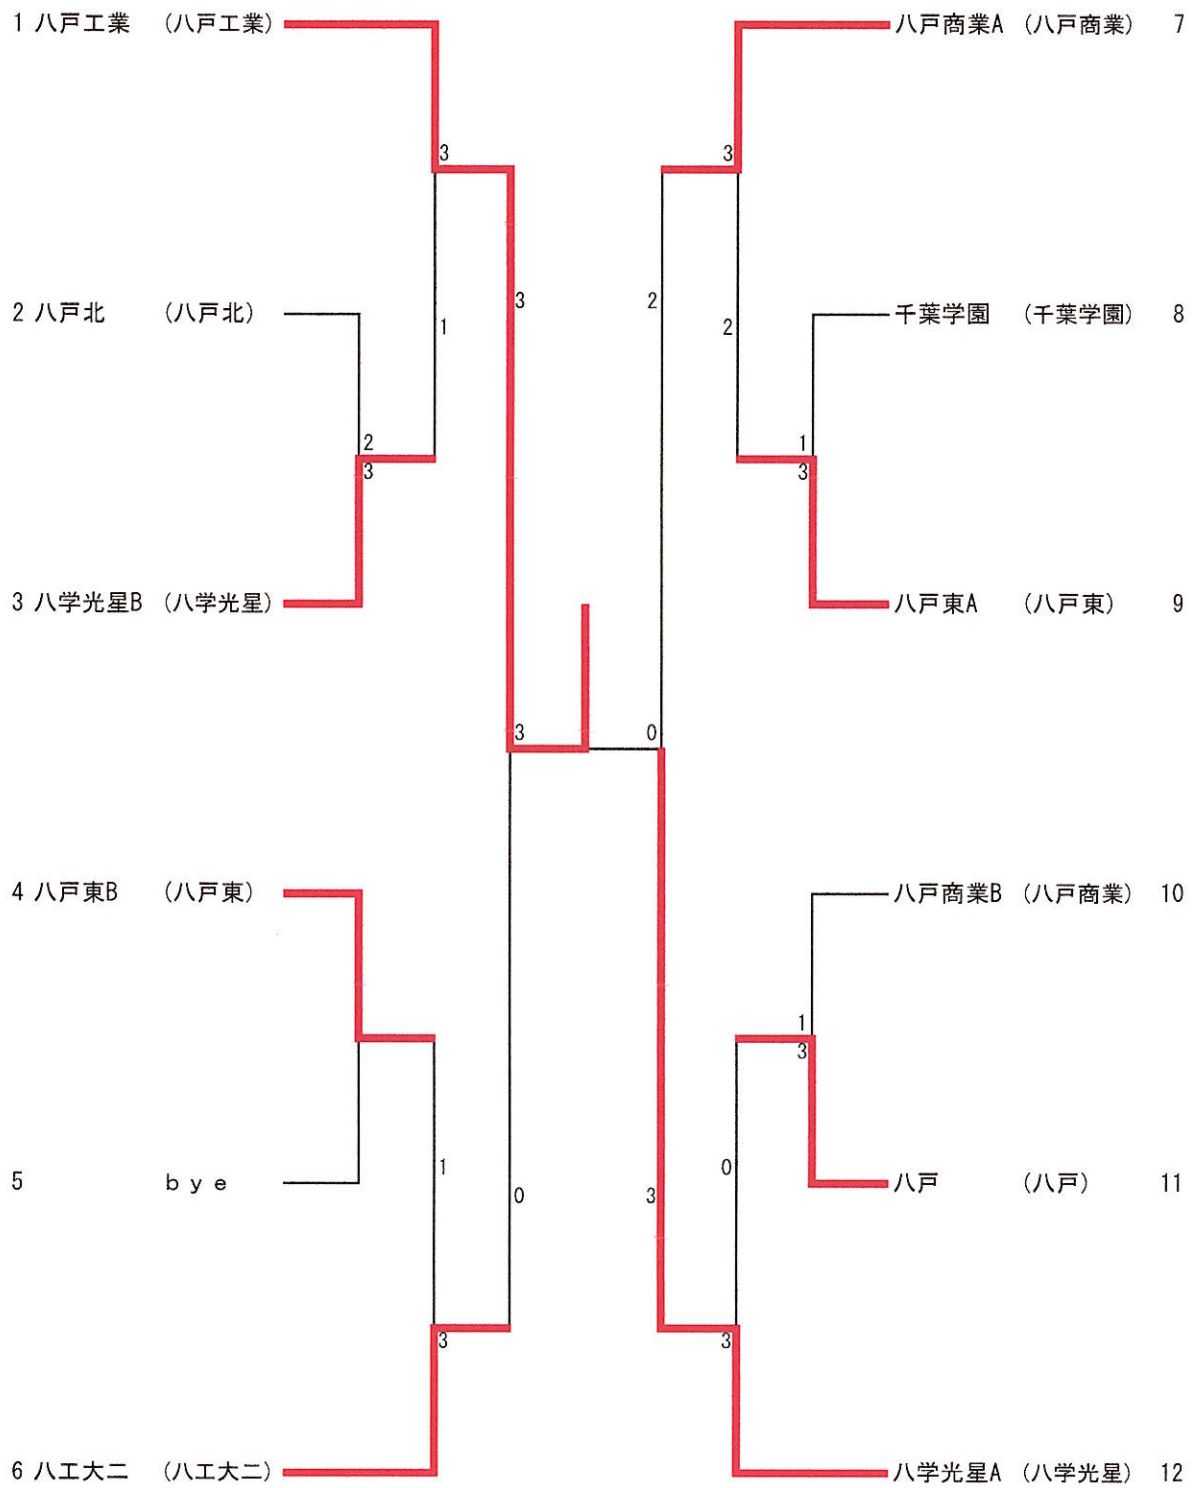 1 八戸工業 (八戸工業)
八戸商業A (八戸商業) 7
3
3
2 八戸北 (八戸北)
3
2
1
2
千葉学園 (千葉学園) 8
2
3
1
3
3 八学光星B (八学光星)
八戸東A (八戸東) 9
3
0
4 八戸東B (八戸東)
八戸商業B (八戸商業) 10
1
3
5 bye
1
0
3
0
八戸 (八戸) 11
3
3
6 八工大二 (八工大二)
八学光星A (八学光星) 12